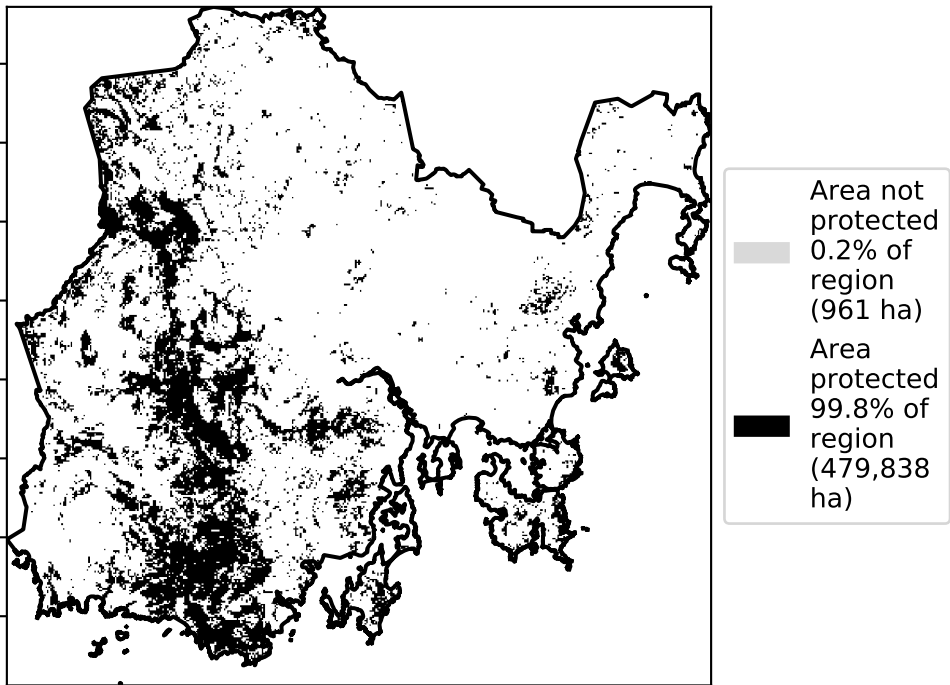 Area not
protected
0.2% of
region
(961 ha)
Area
protected
99.8% of
region
(479,838
ha)